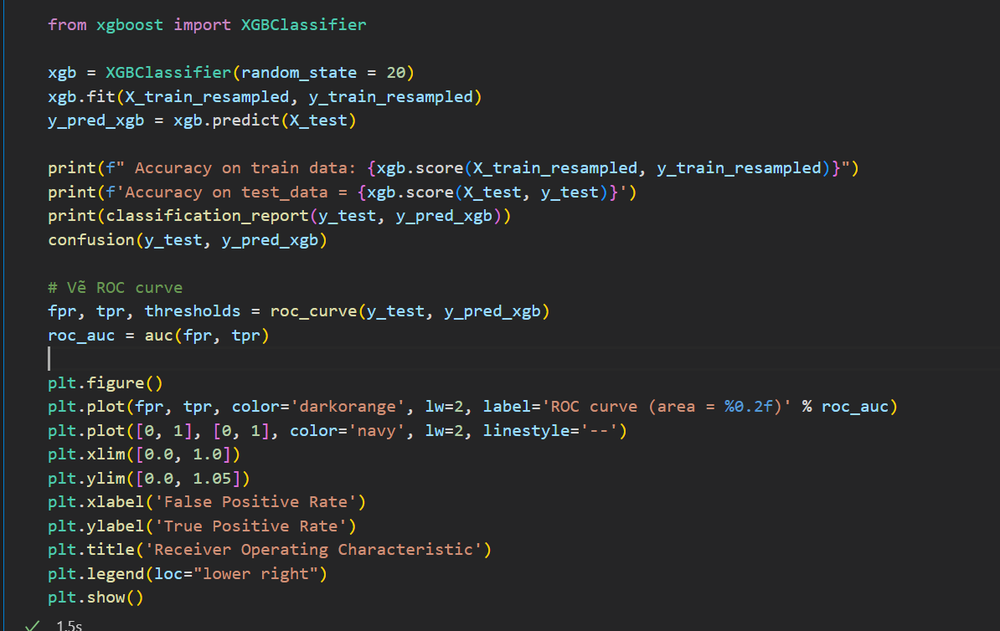 from xgboost import XGBClassifier
xgb = XGBClassifier(random_state = 20)
xgb.fit(X_train_resampled, y_train_resampled)
y_pred_xgb = xgb.predict(X_test)
print(f" Accuracy on train data: {xgb.score(X_train_resampled, y_train_resampled)}")
print(f'Accuracy on test_data = {xgb.score(X_test, y_test)}')
print(classification_report(y_test, y_pred_xgb))
confusion(y_test, y_pred_xgb)
# Vẽ ROC curve
fpr, tpr, thresholds = roc_curve(y_test, y_pred_xgb)
roc_auc = auc(fpr, tpr)
plt.figure()
plt.plot(fpr, tpr, color='darkorange', lw=2, label='ROC curve (area = %0.2f)' % roc_auc)
plt.plot([0, 1], [0, 1], color='navy', lw=2, linestyle='--')
plt.xlim([0.0, 1.0])
plt.ylim([0.0, 1.05])
plt.xlabel('False Positive Rate')
plt.ylabel('True Positive Rate')
plt.title('Receiver Operating Characteristic')
plt.legend(loc="lower right")
plt.show()
1.5s